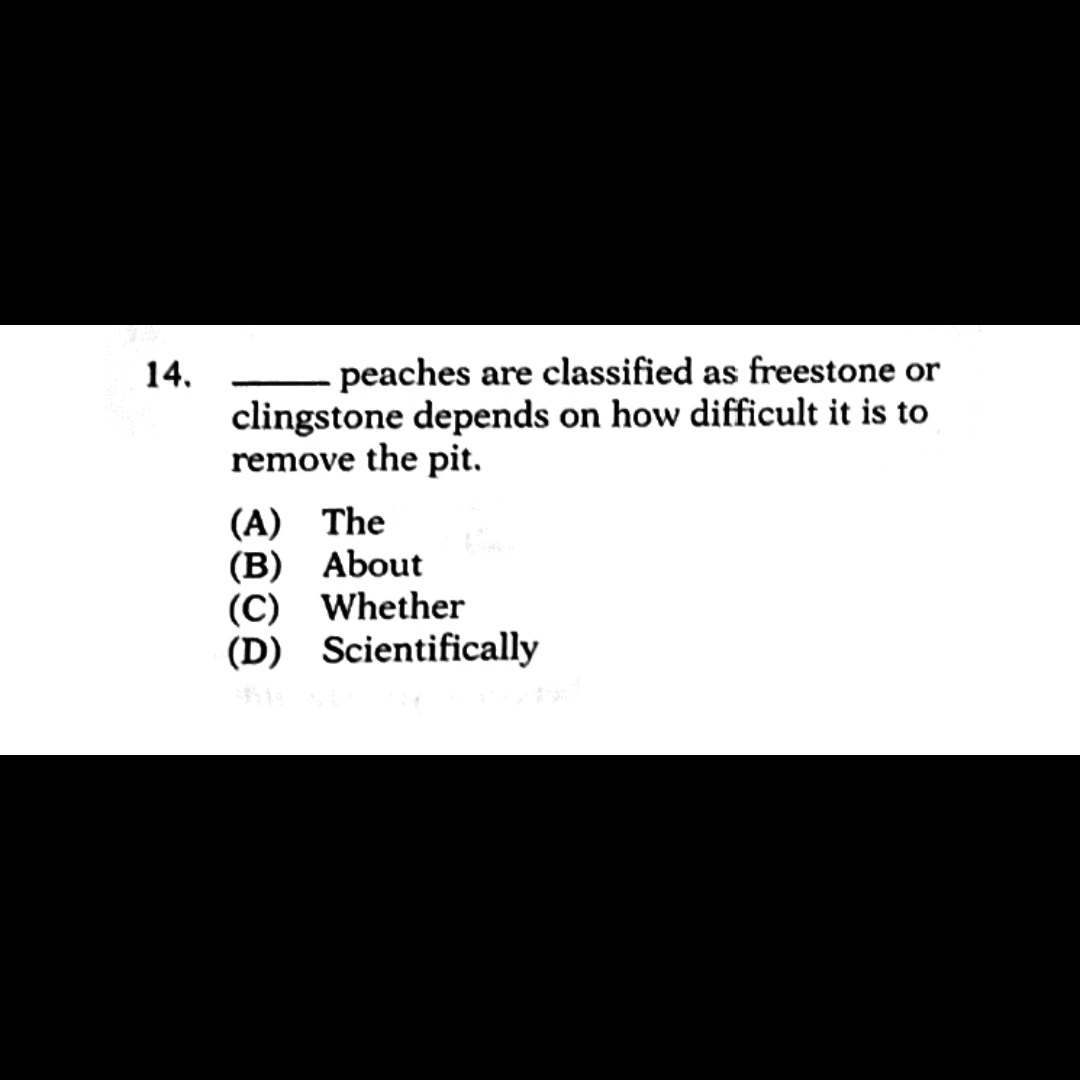 14. _____ peaches are classified as freestone or
clingstone depends on how difficult it is to
remove the pit.
(A) The
(B) About
(C) Whether
(D) Scientifically